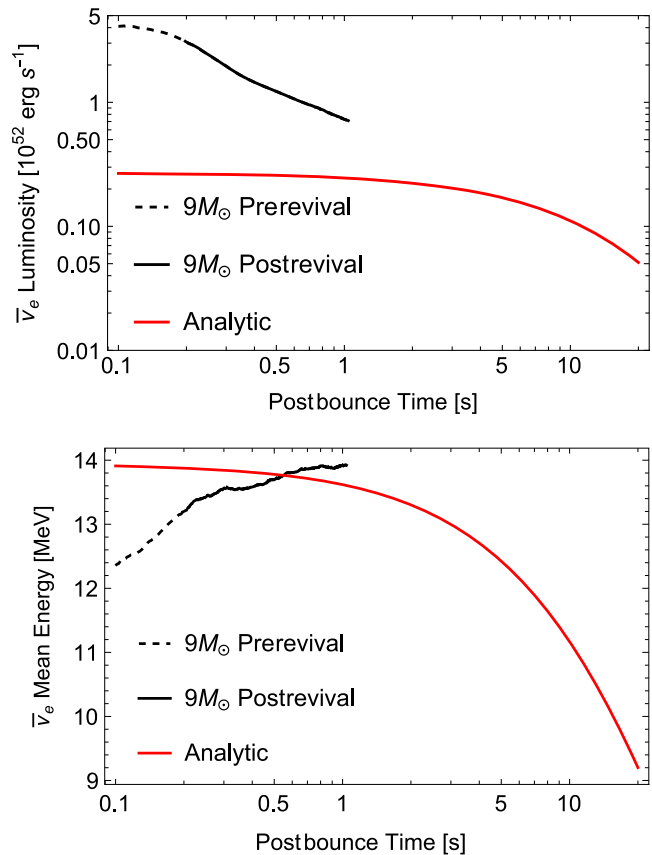 5
1
0.50
0.10
0.05
0.01
ν̅e Luminosity [10^52 erg s^−1]
9M⊙ Prerevival
9M⊙ Postrevival
Analytic
0.1 0.5 1 5 10
Postbounce Time [s]
14
13
12
11
10
9
ν̅e Mean Energy [MeV]
9M⊙ Prerevival
9M⊙ Postrevival
Analytic
0.1 0.5 1 5 10
Postbounce Time [s]